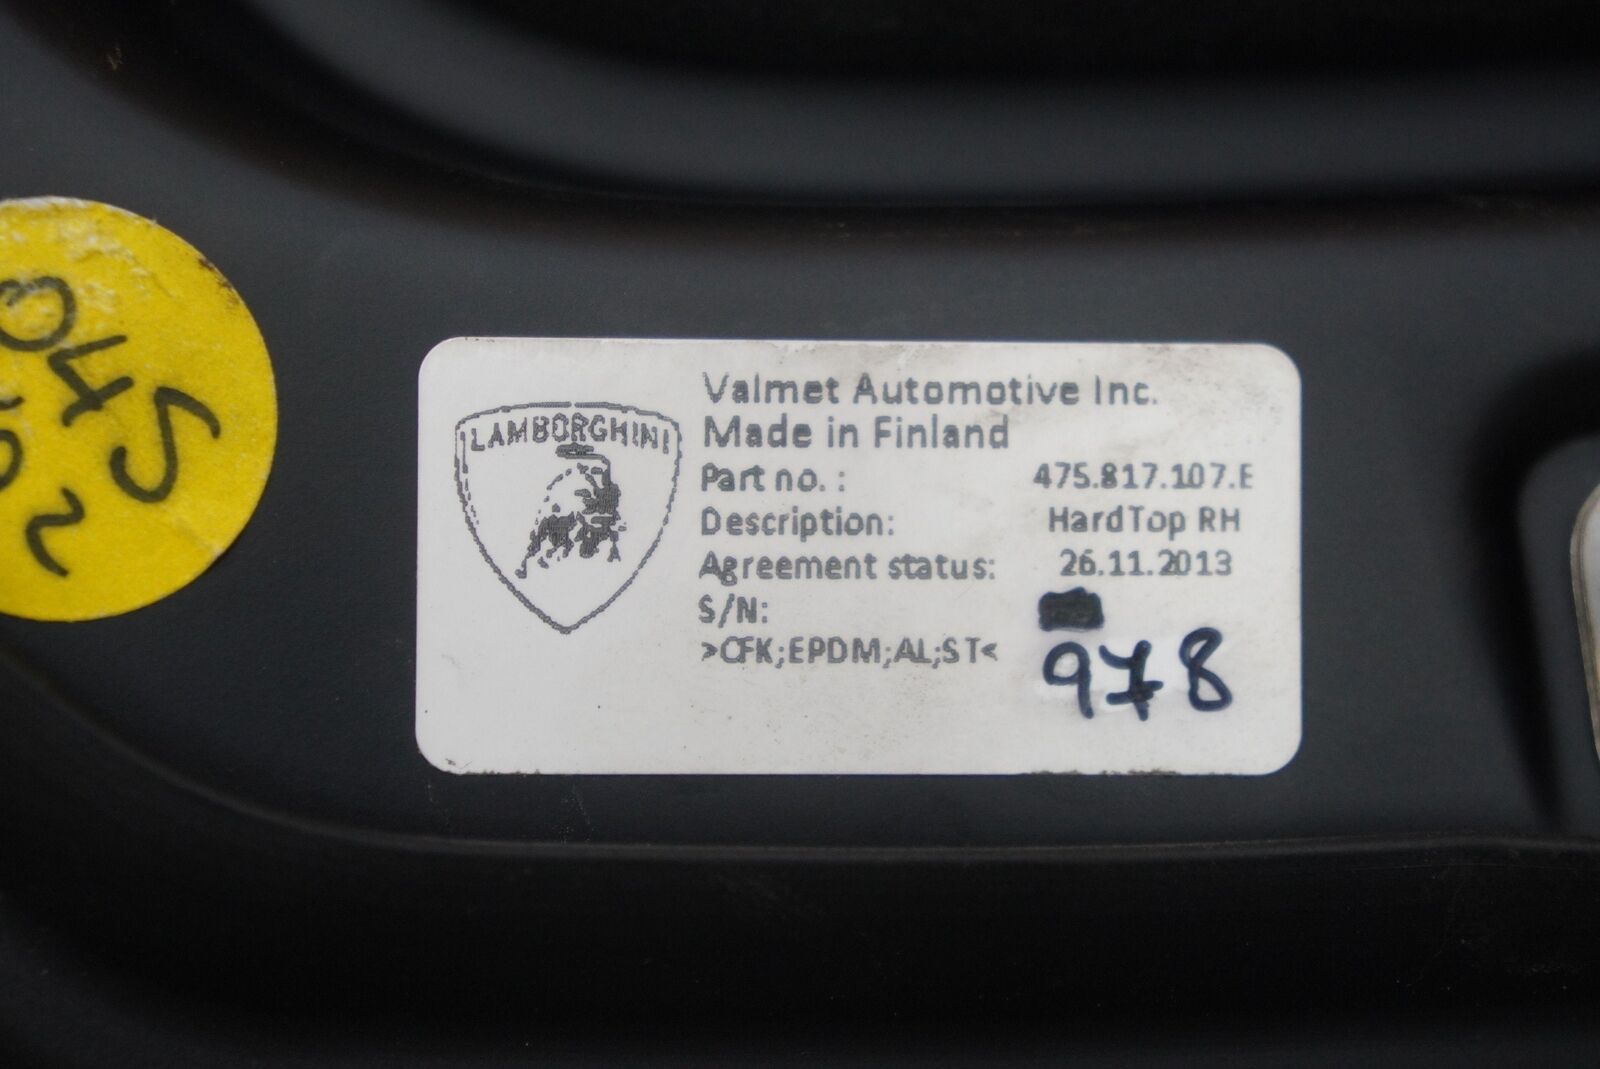 LAMBORGHINI
Valmet Automotive Inc.
Made in Finland
Part no. : 475.817.107.E
Description: HardTop RH
Agreement status: 26.11.2013
S/N:
978
>CFK;EPDM;AL;ST<